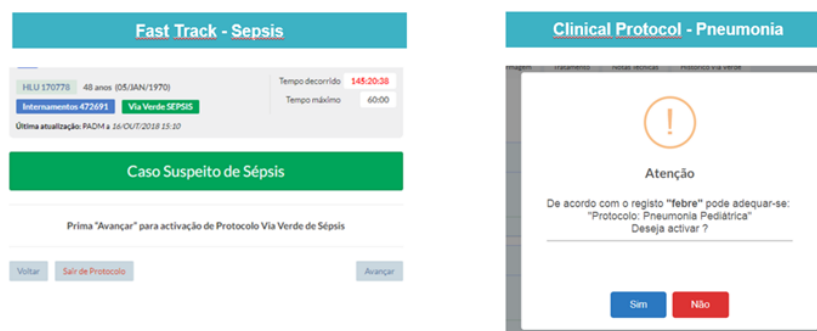 Fast Track - Sepsis
HLU 170778 48 anos (05/JAN/1970)
Tempo decorrido 145:20:38
Internamentos 472691 Via Verde SEPSIS
Tempo máximo 60:00
Última atualização: PADM a 16/OUT/2018 15:10
Caso Suspeito de Sépsis
Prima "Avançar" para activação de Protocolo Via Verde de Sépsis
Voltar Sair de Protocolo Avançar
Clinical Protocol - Pneumonia
Imagem Tratamento Notas Técnicas Histórico Via Verde
!
Atenção
De acordo com o registo "febre" pode adequar-se:
"Protocolo: Pneumonia Pediátrica"
Deseja activar ?
Sim Não